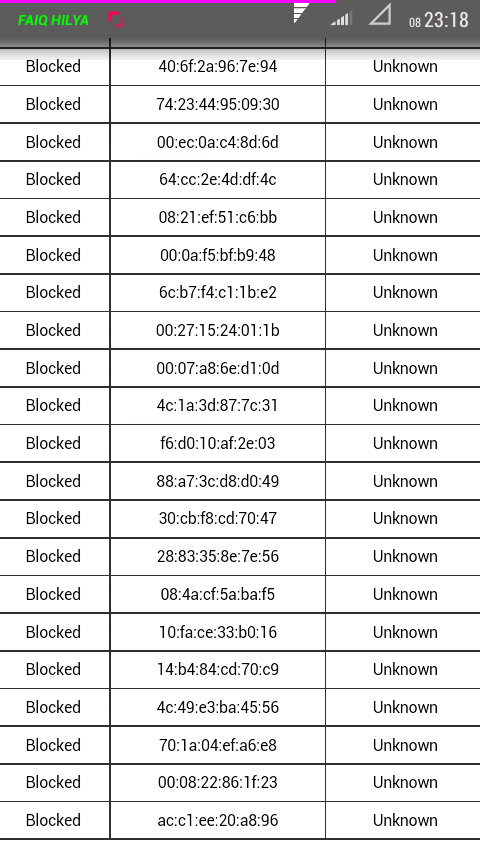 FAIQ HILYA 08 23:18
Blocked 40:6f:2a:96:7e:94 Unknown
Blocked 74:23:44:95:09:30 Unknown
Blocked 00:ec:0a:c4:8d:6d Unknown
Blocked 64:cc:2e:4d:df:4c Unknown
Blocked 08:21:ef:51:c6:bb Unknown
Blocked 00:0a:f5:bf:b9:48 Unknown
Blocked 6c:b7:f4:c1:1b:e2 Unknown
Blocked 00:27:15:24:01:1b Unknown
Blocked 00:07:a8:6e:d1:0d Unknown
Blocked 4c:1a:3d:87:7c:31 Unknown
Blocked f6:d0:10:af:2e:03 Unknown
Blocked 88:a7:3c:d8:d0:49 Unknown
Blocked 30:cb:f8:cd:70:47 Unknown
Blocked 28:83:35:8e:7e:56 Unknown
Blocked 08:4a:cf:5a:ba:f5 Unknown
Blocked 10:fa:ce:33:b0:16 Unknown
Blocked 14:b4:84:cd:70:c9 Unknown
Blocked 4c:49:e3:ba:45:56 Unknown
Blocked 70:1a:04:ef:a6:e8 Unknown
Blocked 00:08:22:86:1f:23 Unknown
Blocked ac:c1:ee:20:a8:96 Unknown